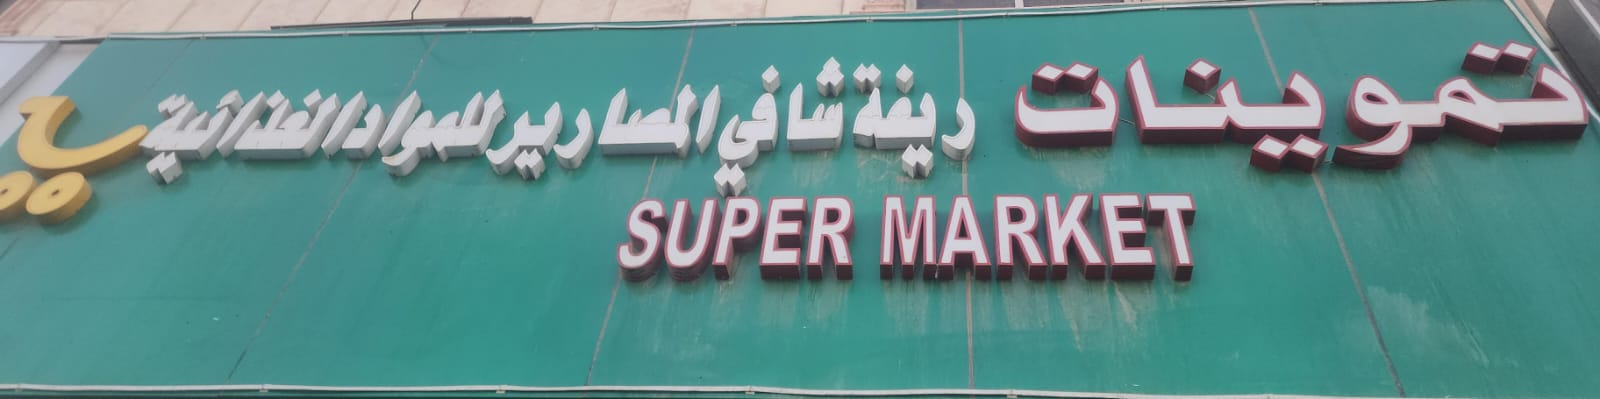 تموينات ريفة شافي المصارير للمواد الغذائية
SUPER MARKET